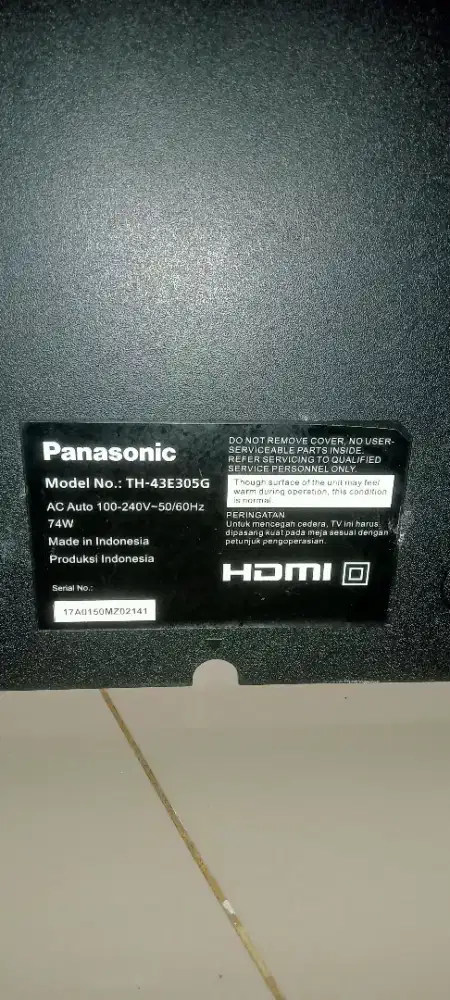 Panasonic
Model No.: TH-43E305G
AC Auto 100-240V~50/60Hz
74W
Made in Indonesia
Produksi Indonesia
Serial No.:
17A0150MZ02141
DO NOT REMOVE COVER, NO USER-
SERVICEABLE PARTS INSIDE.
REFER SERVICING TO QUALIFIED
SERVICE PERSONNEL ONLY.
Though surface of the unit may feel
warm during operation, this condition
is normal.
PERINGATAN
Untuk mencegah cedera, TV ini harus
dipasang kuat pada meja sesuai dengan
petunjuk pengoperasian.
HDMI